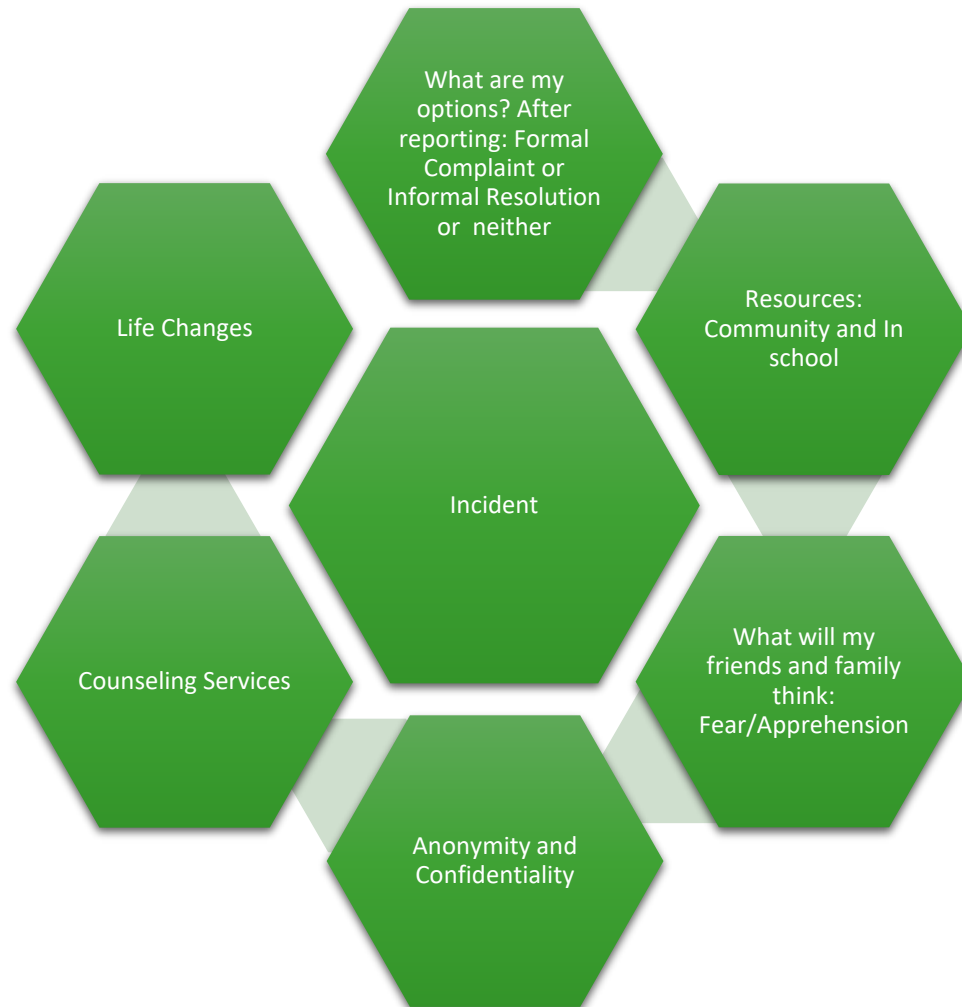 What are my
options? After
reporting: Formal
Complaint or
Informal Resolution
or  neither
Resources:
Community and In
school
What will my
friends and family
think:
Fear/Apprehension
Anonymity and
Confidentiality
Counseling Services
Life Changes
Incident